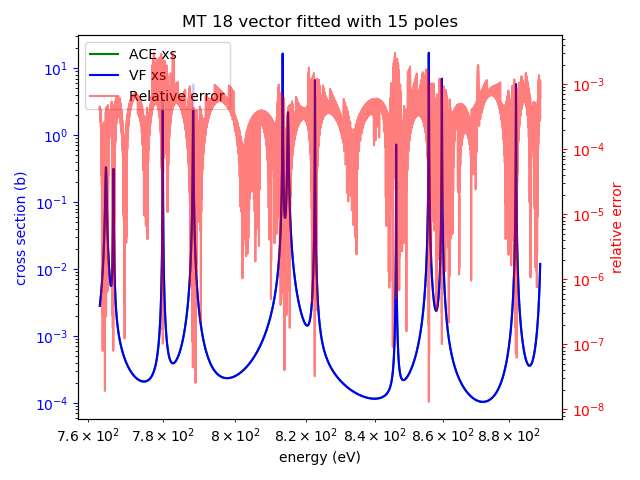 MT 18 vector fitted with 15 poles
ACE xs
VF xs
Relative error
cross section (b)
10¹
10⁰
10⁻¹
10⁻²
10⁻³
10⁻⁴
relative error
10⁻³
10⁻⁴
10⁻⁵
10⁻⁶
10⁻⁷
10⁻⁸
7.6 × 10² 7.8 × 10² 8 × 10² 8.2 × 10² 8.4 × 10² 8.6 × 10² 8.8 × 10²
energy (eV)